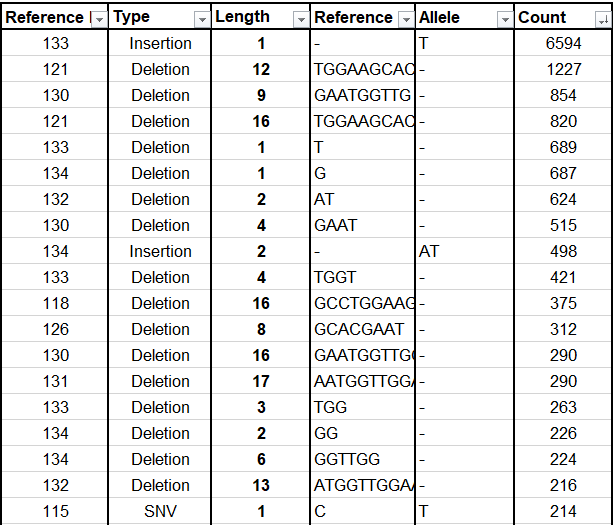 Reference Type Length Reference Allele Count
133 Insertion 1 - T 6594
121 Deletion 12 TGGAAGCAC - 1227
130 Deletion 9 GAATGGTTG - 854
121 Deletion 16 TGGAAGCAC - 820
133 Deletion 1 T - 689
134 Deletion 1 G - 687
132 Deletion 2 AT - 624
130 Deletion 4 GAAT - 515
134 Insertion 2 - AT 498
133 Deletion 4 TGGT - 421
118 Deletion 16 GCCTGGAAG - 375
126 Deletion 8 GCACGAAT - 312
130 Deletion 16 GAATGGTTG - 290
131 Deletion 17 AATGGTTGGA - 290
133 Deletion 3 TGG - 263
134 Deletion 2 GG - 226
134 Deletion 6 GGTTGG - 224
132 Deletion 13 ATGGTTGGA - 216
115 SNV 1 C T 214